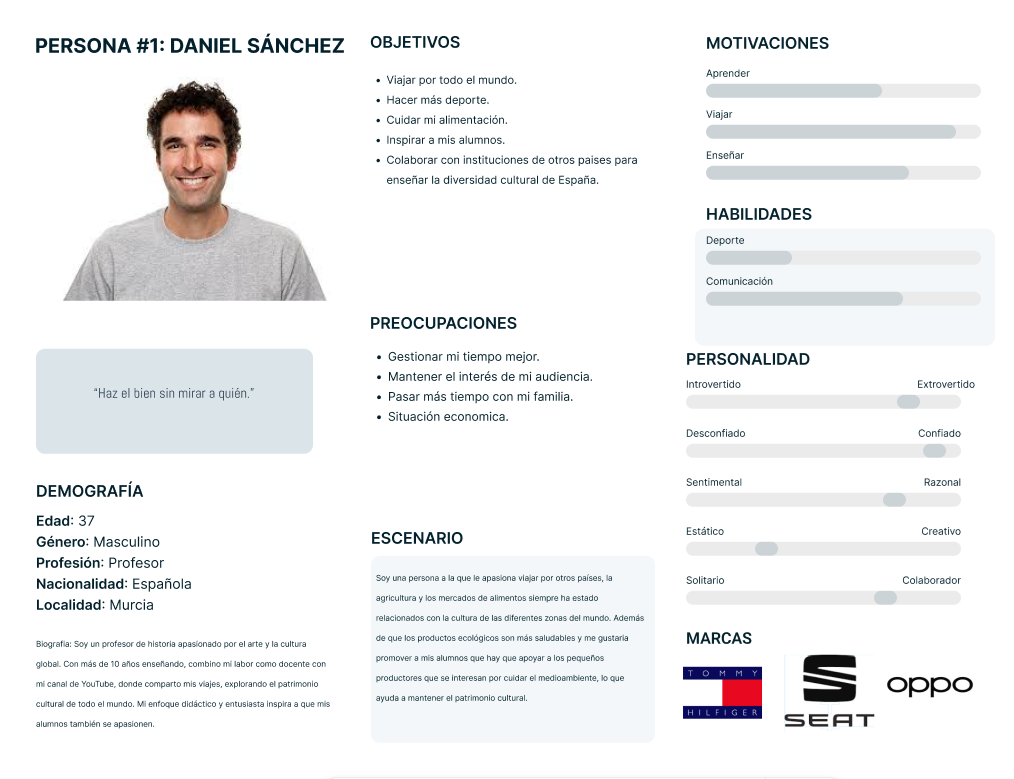 PERSONA #1: DANIEL SÁNCHEZ
“Haz el bien sin mirar a quién.”
DEMOGRAFÍA
Edad: 37
Género: Masculino
Profesión: Profesor
Nacionalidad: Española
Localidad: Murcia
Biografia: Soy un profesor de historia apasionado por el arte y la cultura
global. Con más de 10 años enseñando, combino mi labor como docente con
mi canal de YouTube, donde comparto mis viajes, explorando el patrimonio
cultural de todo el mundo. Mi enfoque didáctico y entusiasta inspira a que mis
alumnos también se apasionen.
OBJETIVOS
• Viajar por todo el mundo.
• Hacer más deporte.
• Cuidar mi alimentación.
• Inspirar a mis alumnos.
• Colaborar con instituciones de otros paises para
enseñar la diversidad cultural de España.
PREOCUPACIONES
• Gestionar mi tiempo mejor.
• Mantener el interés de mi audiencia.
• Pasar más tiempo con mi familia.
• Situación economica.
ESCENARIO
Soy una persona a la que le apasiona viajar por otros países, la
agricultura y los mercados de alimentos siempre ha estado
relacionados con la cultura de las diferentes zonas del mundo. Además
de que los productos ecológicos son más saludables y me gustaria
promover a mis alumnos que hay que apoyar a los pequeños
productores que se interesan por cuidar el medioambiente, lo que
ayuda a mantener el patrimonio cultural.
MOTIVACIONES
Aprender
Viajar
Enseñar
HABILIDADES
Deporte
Comunicación
PERSONALIDAD
Introvertido Extrovertido
Desconfiado Confiado
Sentimental Razonal
Estático Creativo
Solitario Colaborador
MARCAS
TOMMY
HILFIGER
SEAT
oppo